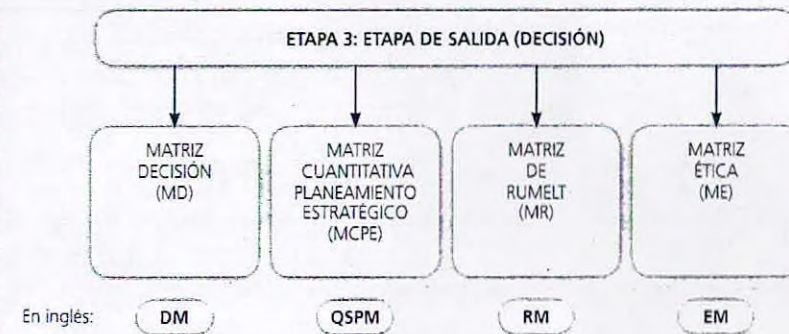 ETAPA 3: ETAPA DE SALIDA (DECISIÓN)
MATRIZ
DECISIÓN
(MD)
MATRIZ
CUANTITATIVA
PLANEAMIENTO
ESTRATÉGICO
(MCPE)
MATRIZ
DE
RUMELT
(MR)
MATRIZ
ÉTICA
(ME)
En inglés: DM QSPM RM EM